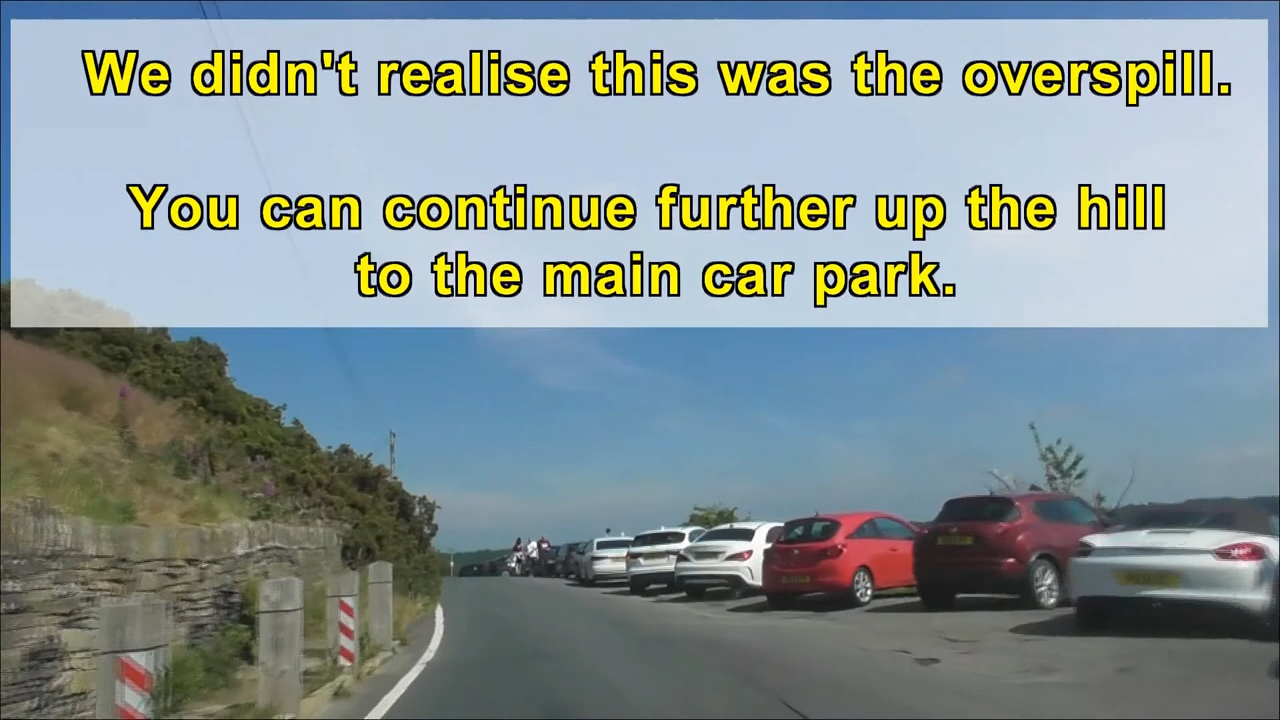 We didn't realise this was the overspill.
You can continue further up the hill
to the main car park.